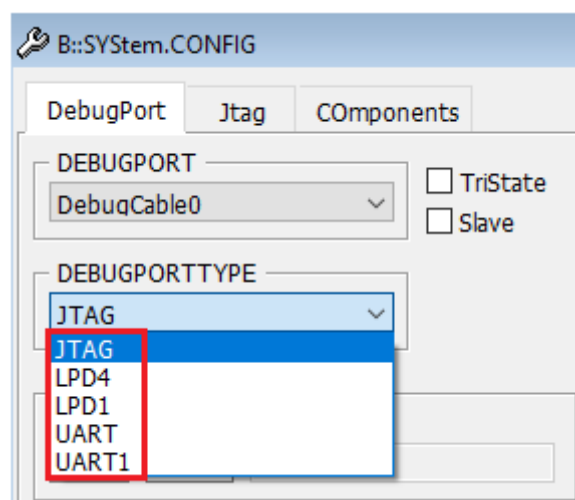 B::SYStem.CONFIG
DebugPort Jtag COmponents
DEBUGPORT
DebugCable0
TriState
Slave
DEBUGPORTTYPE
JTAG
JTAG
LPD4
LPD1
UART
UART1